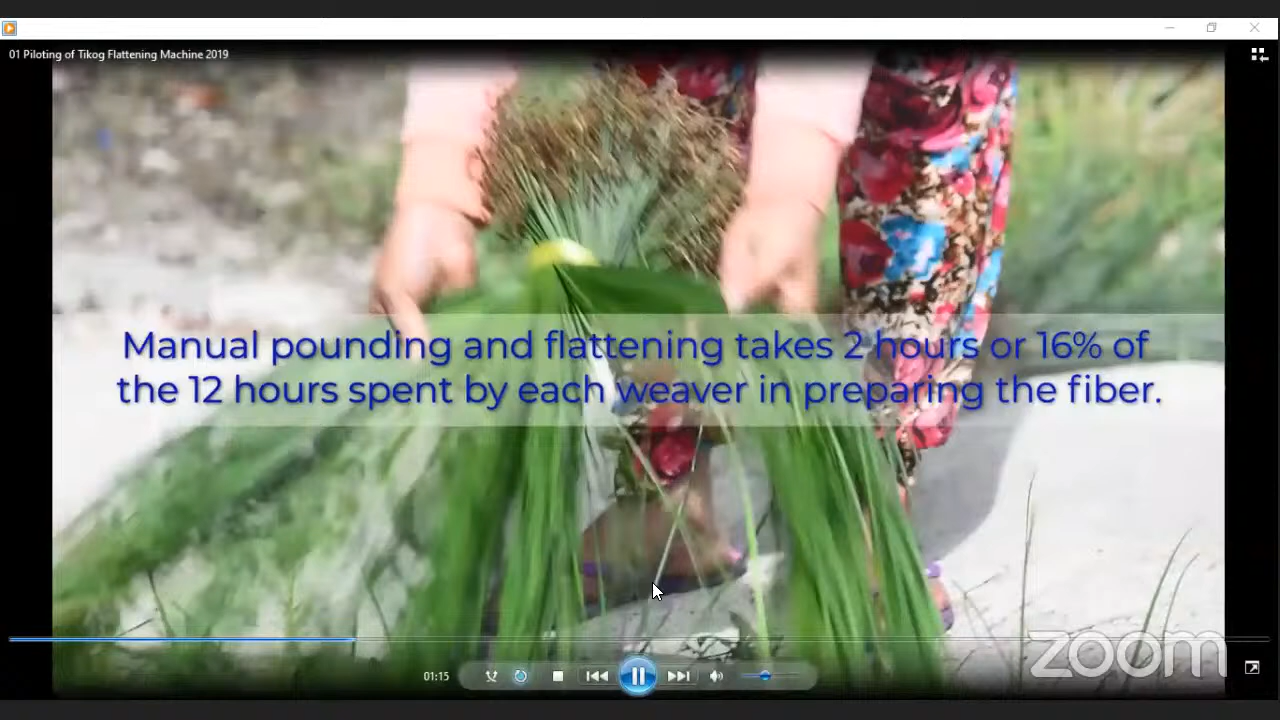 01 Piloting of Tikog Flattening Machine 2019
Manual pounding and flattening takes 2 hours or 16% of
the 12 hours spent by each weaver in preparing the fiber.
01:15
zoom